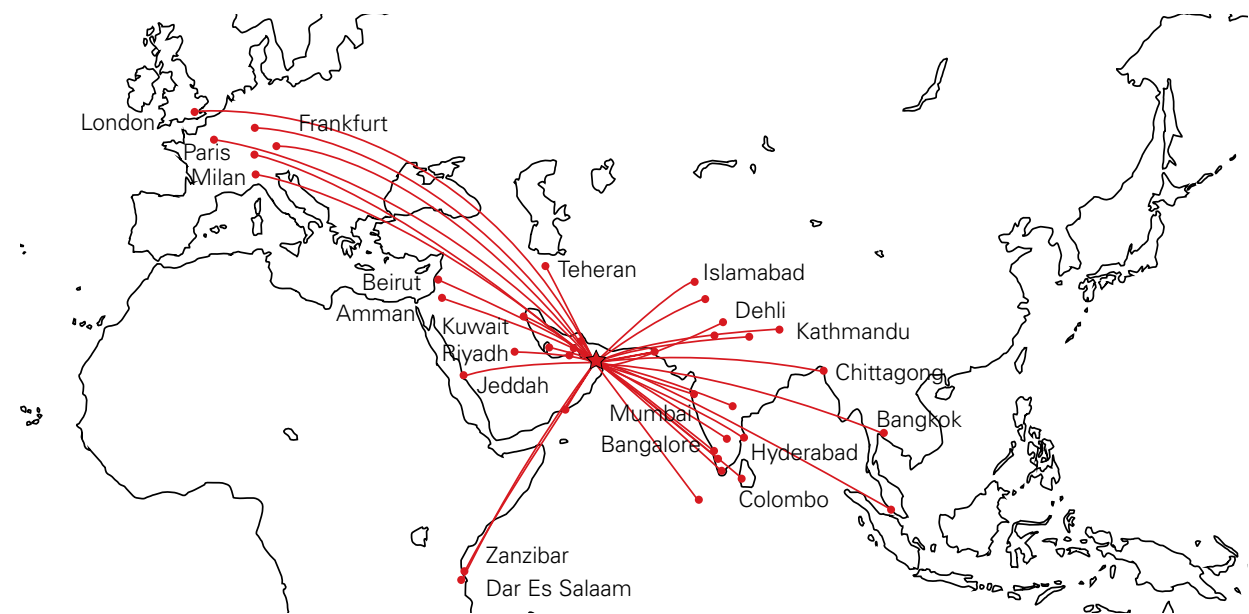 London
Frankfurt
Paris
Milan
Teheran
Islamabad
Beirut
Dehli
Amman
Kuwait
Kathmandu
Riyadh
Chittagong
Jeddah
Mumbai
Bangkok
Bangalore
Hyderabad
Colombo
Zanzibar
Dar Es Salaam